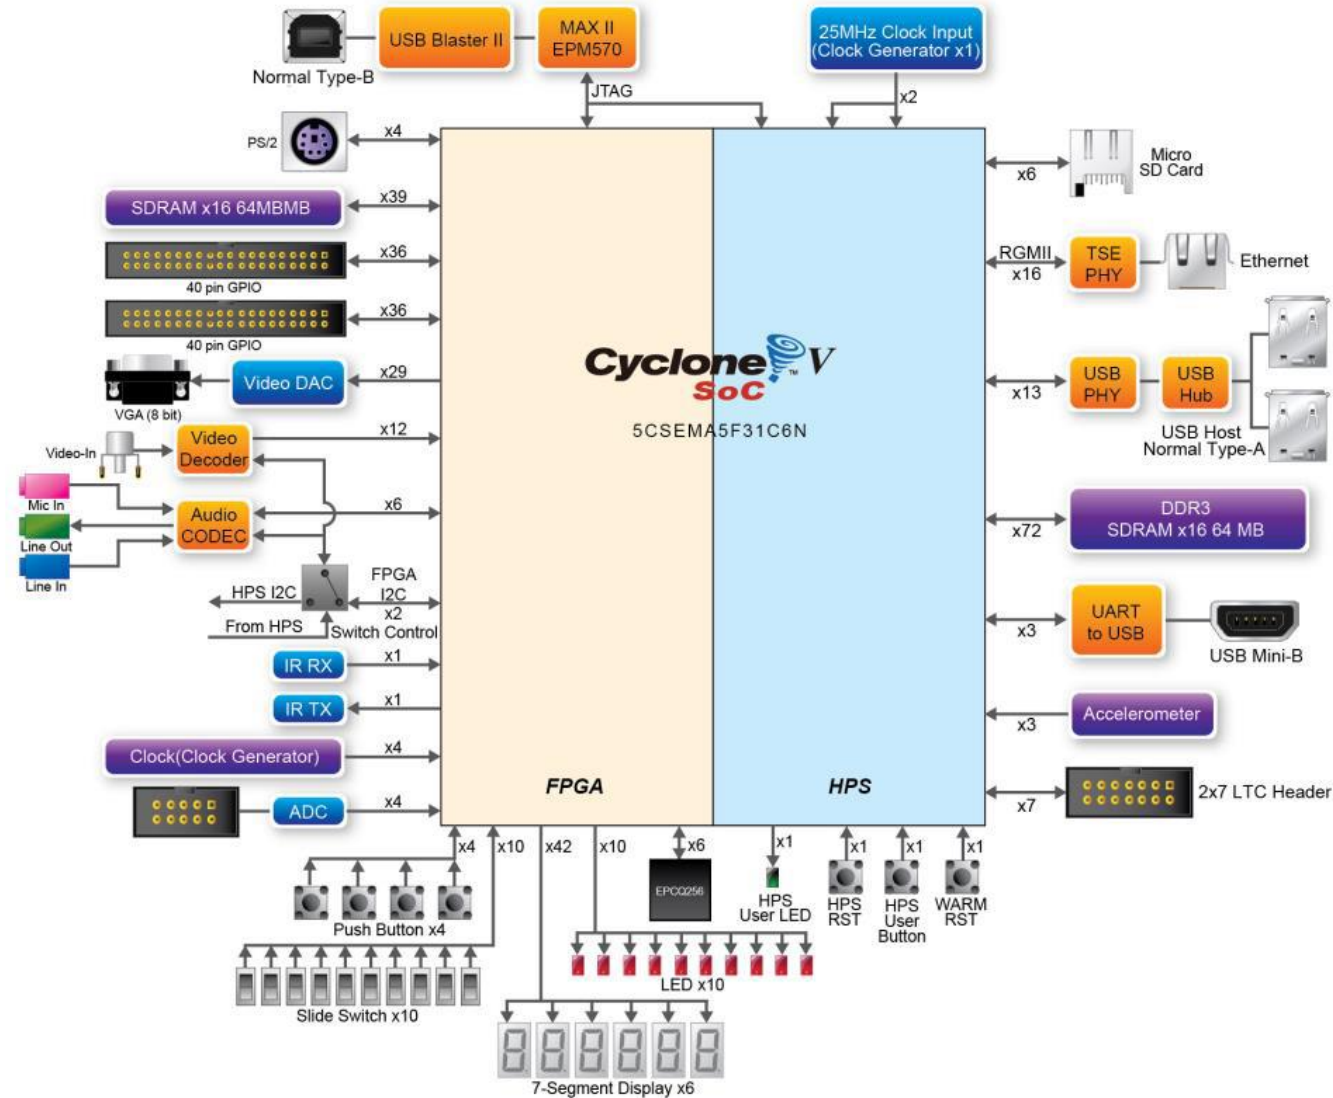 USB Blaster II
MAX II
EPM570
25MHz Clock Input
(Clock Generator x1)
Normal Type-B
JTAG
x2
PS/2
x4
x6
Micro
SD Card
SDRAM x16 64MBMB
x39
x36
40 pin GPIO
RGMII
x16
TSE
PHY
Ethernet
x36
40 pin GPIO
Cyclone V
SoC
TM
5CSEMA5F31C6N
VGA (8 bit)
Video DAC
x29
x13
USB
PHY
USB
Hub
USB Host
Normal Type-A
Video-In
Video
Decoder
x12
Mic In
Line Out
Line In
Audio
CODEC
x6
x72
DDR3
SDRAM x16 64 MB
HPS I2C
FPGA
I2C
x2
From HPS
Switch Control
x3
UART
to USB
USB Mini-B
IR RX
x1
IR TX
x1
x3
Accelerometer
Clock(Clock Generator)
x4
FPGA
HPS
ADC
x4
x7
2x7 LTC Header
x4
x10
x42
x10
x6
x1
x1
x1
x1
Push Button x4
EPCQ256
HPS
User LED
HPS
RST
HPS
User
Button
WARM
RST
LED x10
Slide Switch x10
7-Segment Display x6